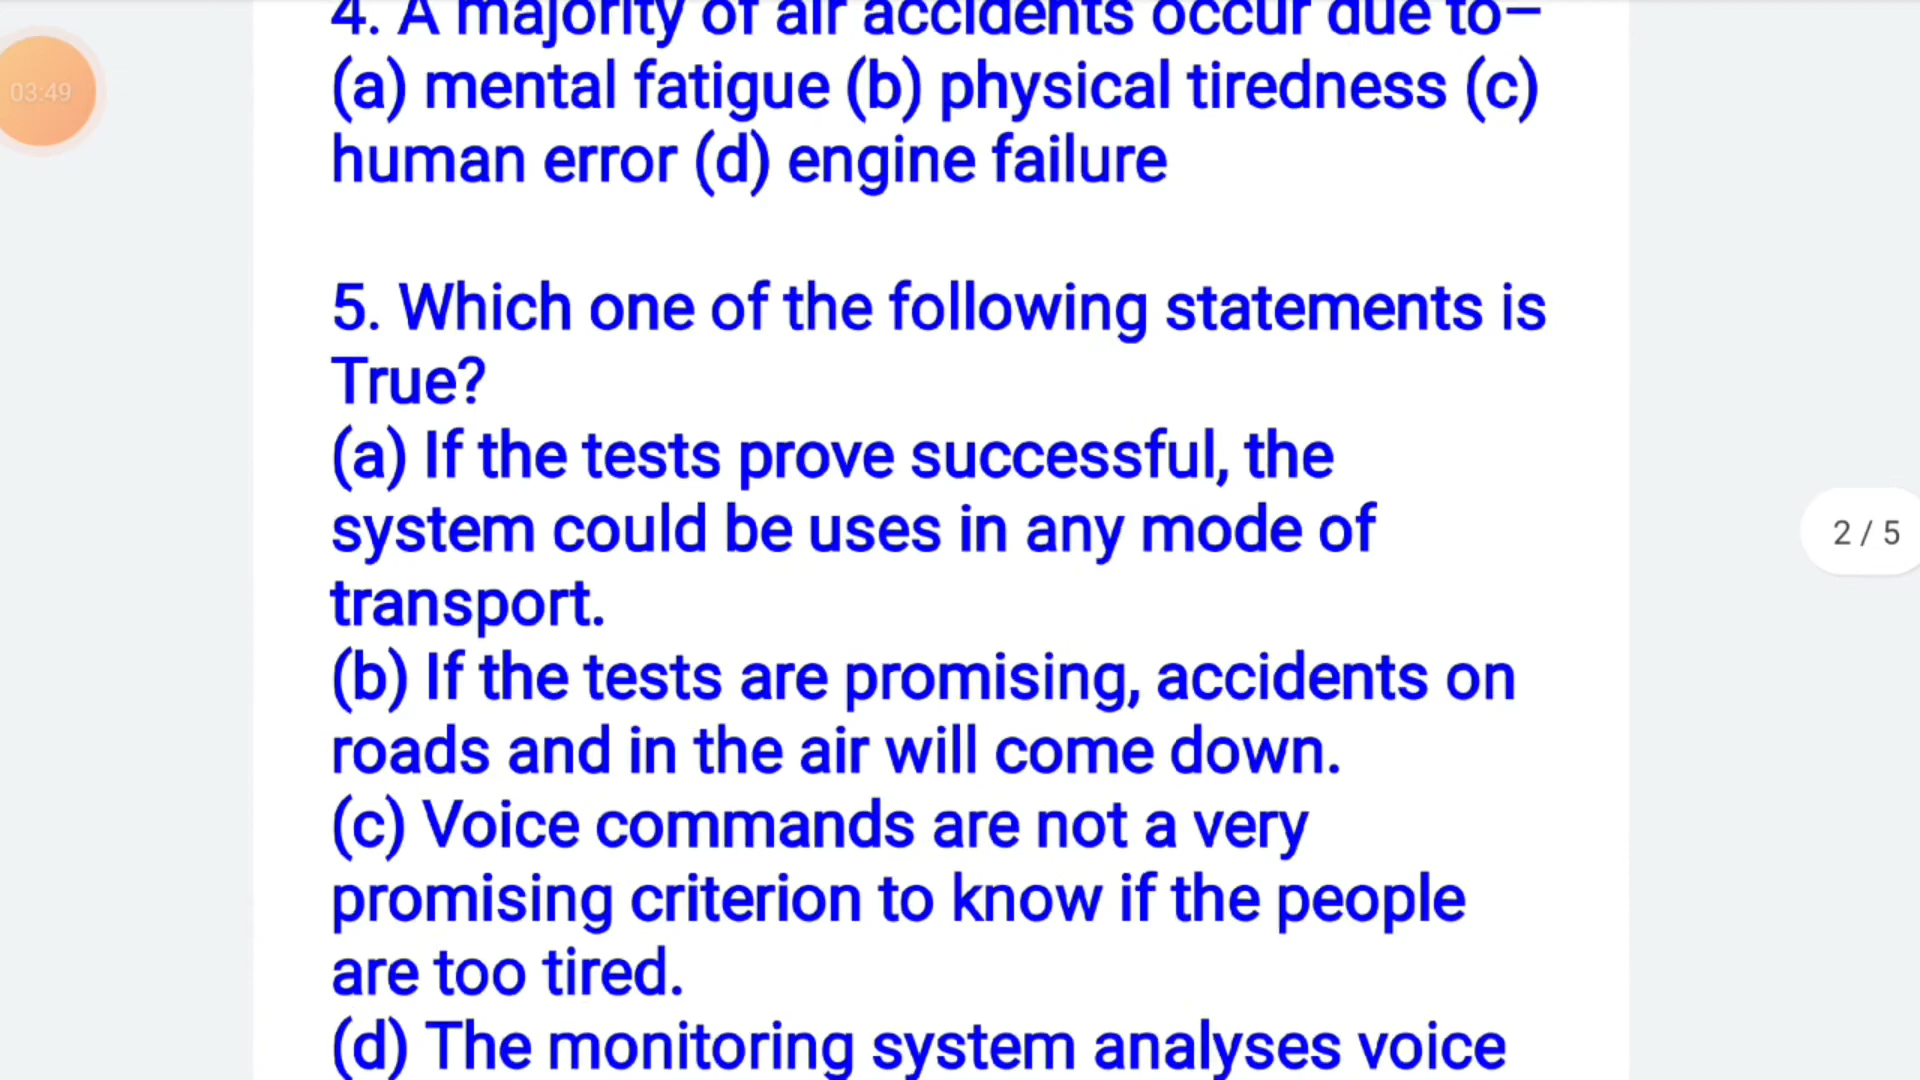 4. A majority of air accidents occur due to–
(a) mental fatigue (b) physical tiredness (c)
human error (d) engine failure
5. Which one of the following statements is
True?
(a) If the tests prove successful, the
system could be uses in any mode of
transport.
(b) If the tests are promising, accidents on
roads and in the air will come down.
(c) Voice commands are not a very
promising criterion to know if the people
are too tired.
(d) The monitoring system analyses voice
03:49
2 / 5